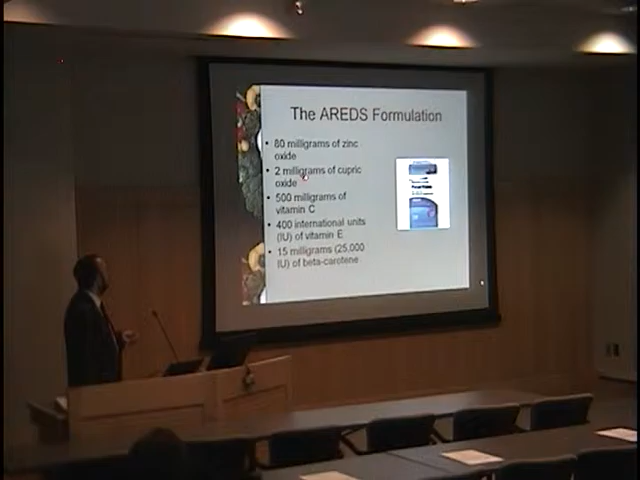 The AREDS Formulation
• 80 milligrams of zinc
oxide
• 2 milligrams of cupric
oxide
• 500 milligrams of
vitamin C
• 400 international units
(IU) of vitamin E
• 15 milligrams (25,000
IU) of beta-carotene